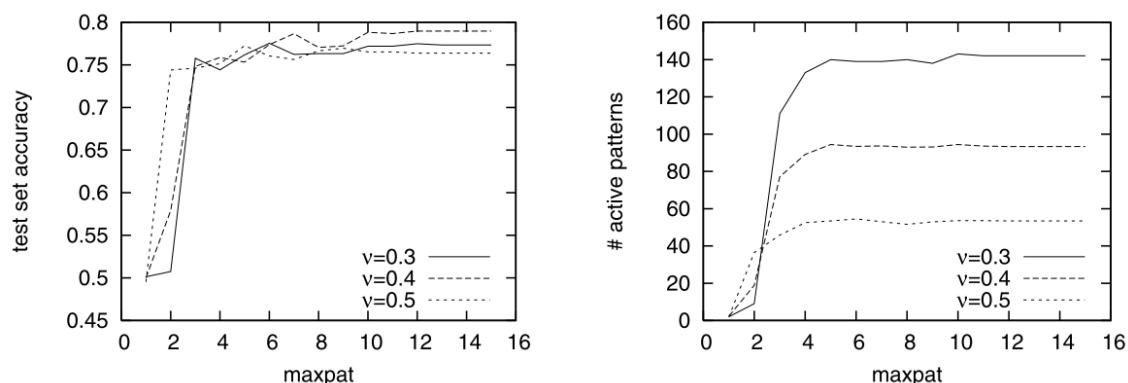 test set accuracy
0.8
0.75
0.7
0.65
0.6
0.55
0.5
0.45
0 2 4 6 8 10 12 14 16
maxpat
ν=0.3
ν=0.4
ν=0.5
# active patterns
160
140
120
100
80
60
40
20
0
0 2 4 6 8 10 12 14 16
maxpat
ν=0.3
ν=0.4
ν=0.5